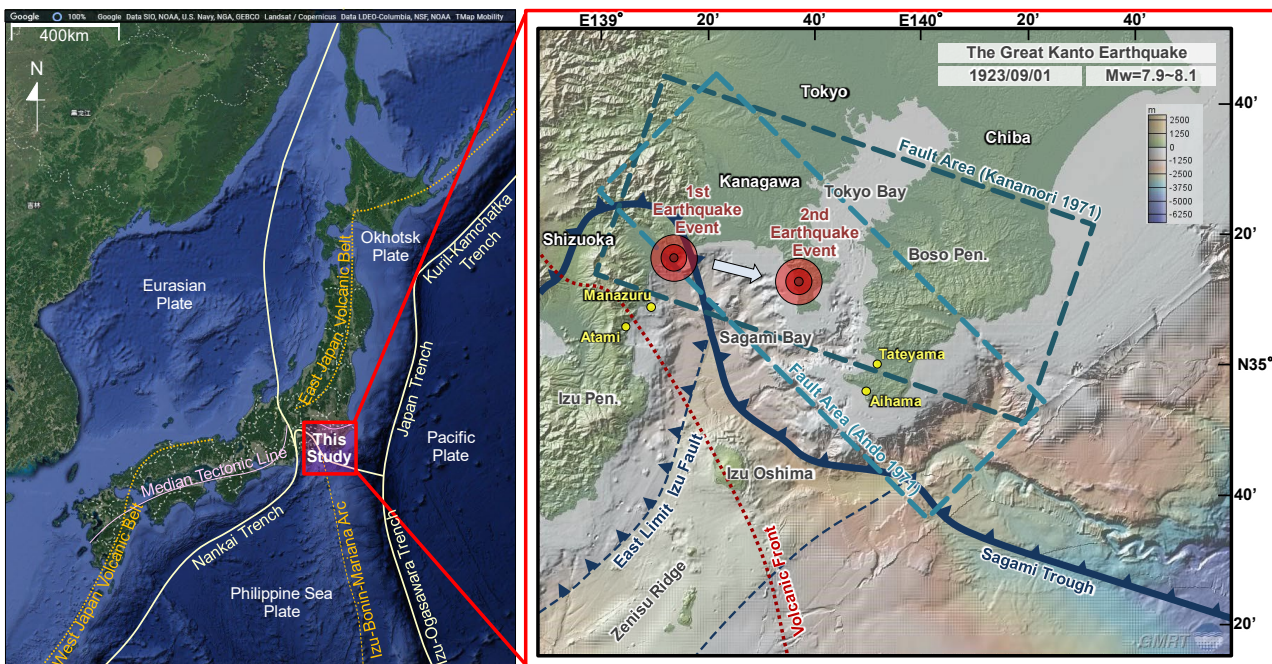 Google 100% Google Data SIO, NOAA, U.S. Navy, NGA, GEBCO Landsat / Copernicus Data LDEO-Columbia, NSF, NOAA TMap Mobility
400km
N
黑龙江
吉林
Okhotsk
Plate
Kuril-Kamchatka
Trench
Eurasian
Plate
East Japan Volcanic Belt
Japan Trench
Pacific
Plate
This
Study
Median Tectonic Line
Nankai Trench
West Japan Volcanic Belt
Philippine Sea
Plate
Izu-Bonin-Mariana Arc
Izu-Ogasawara Trench
E139° 20' 40' E140° 20' 40'
The Great Kanto Earthquake
1923/09/01 Mw=7.9~8.1
m
2500
1250
0
-1250
-2500
-3750
-5000
-6250
40'
20'
N35°
40'
20'
Tokyo
Chiba
Fault Area (Kanamori 1971)
Kanagawa
Tokyo Bay
1st
Earthquake
Event
2nd
Earthquake
Event
Shizuoka
Boso Pen.
Manazuru
Atami
Sagami Bay
Tateyama
Aihama
Izu Pen.
Fault Area (Ando 1971)
Izu Oshima
East Limit Izu Fault
Volcanic Front
Zenisu Ridge
Sagami Trough
GMRT